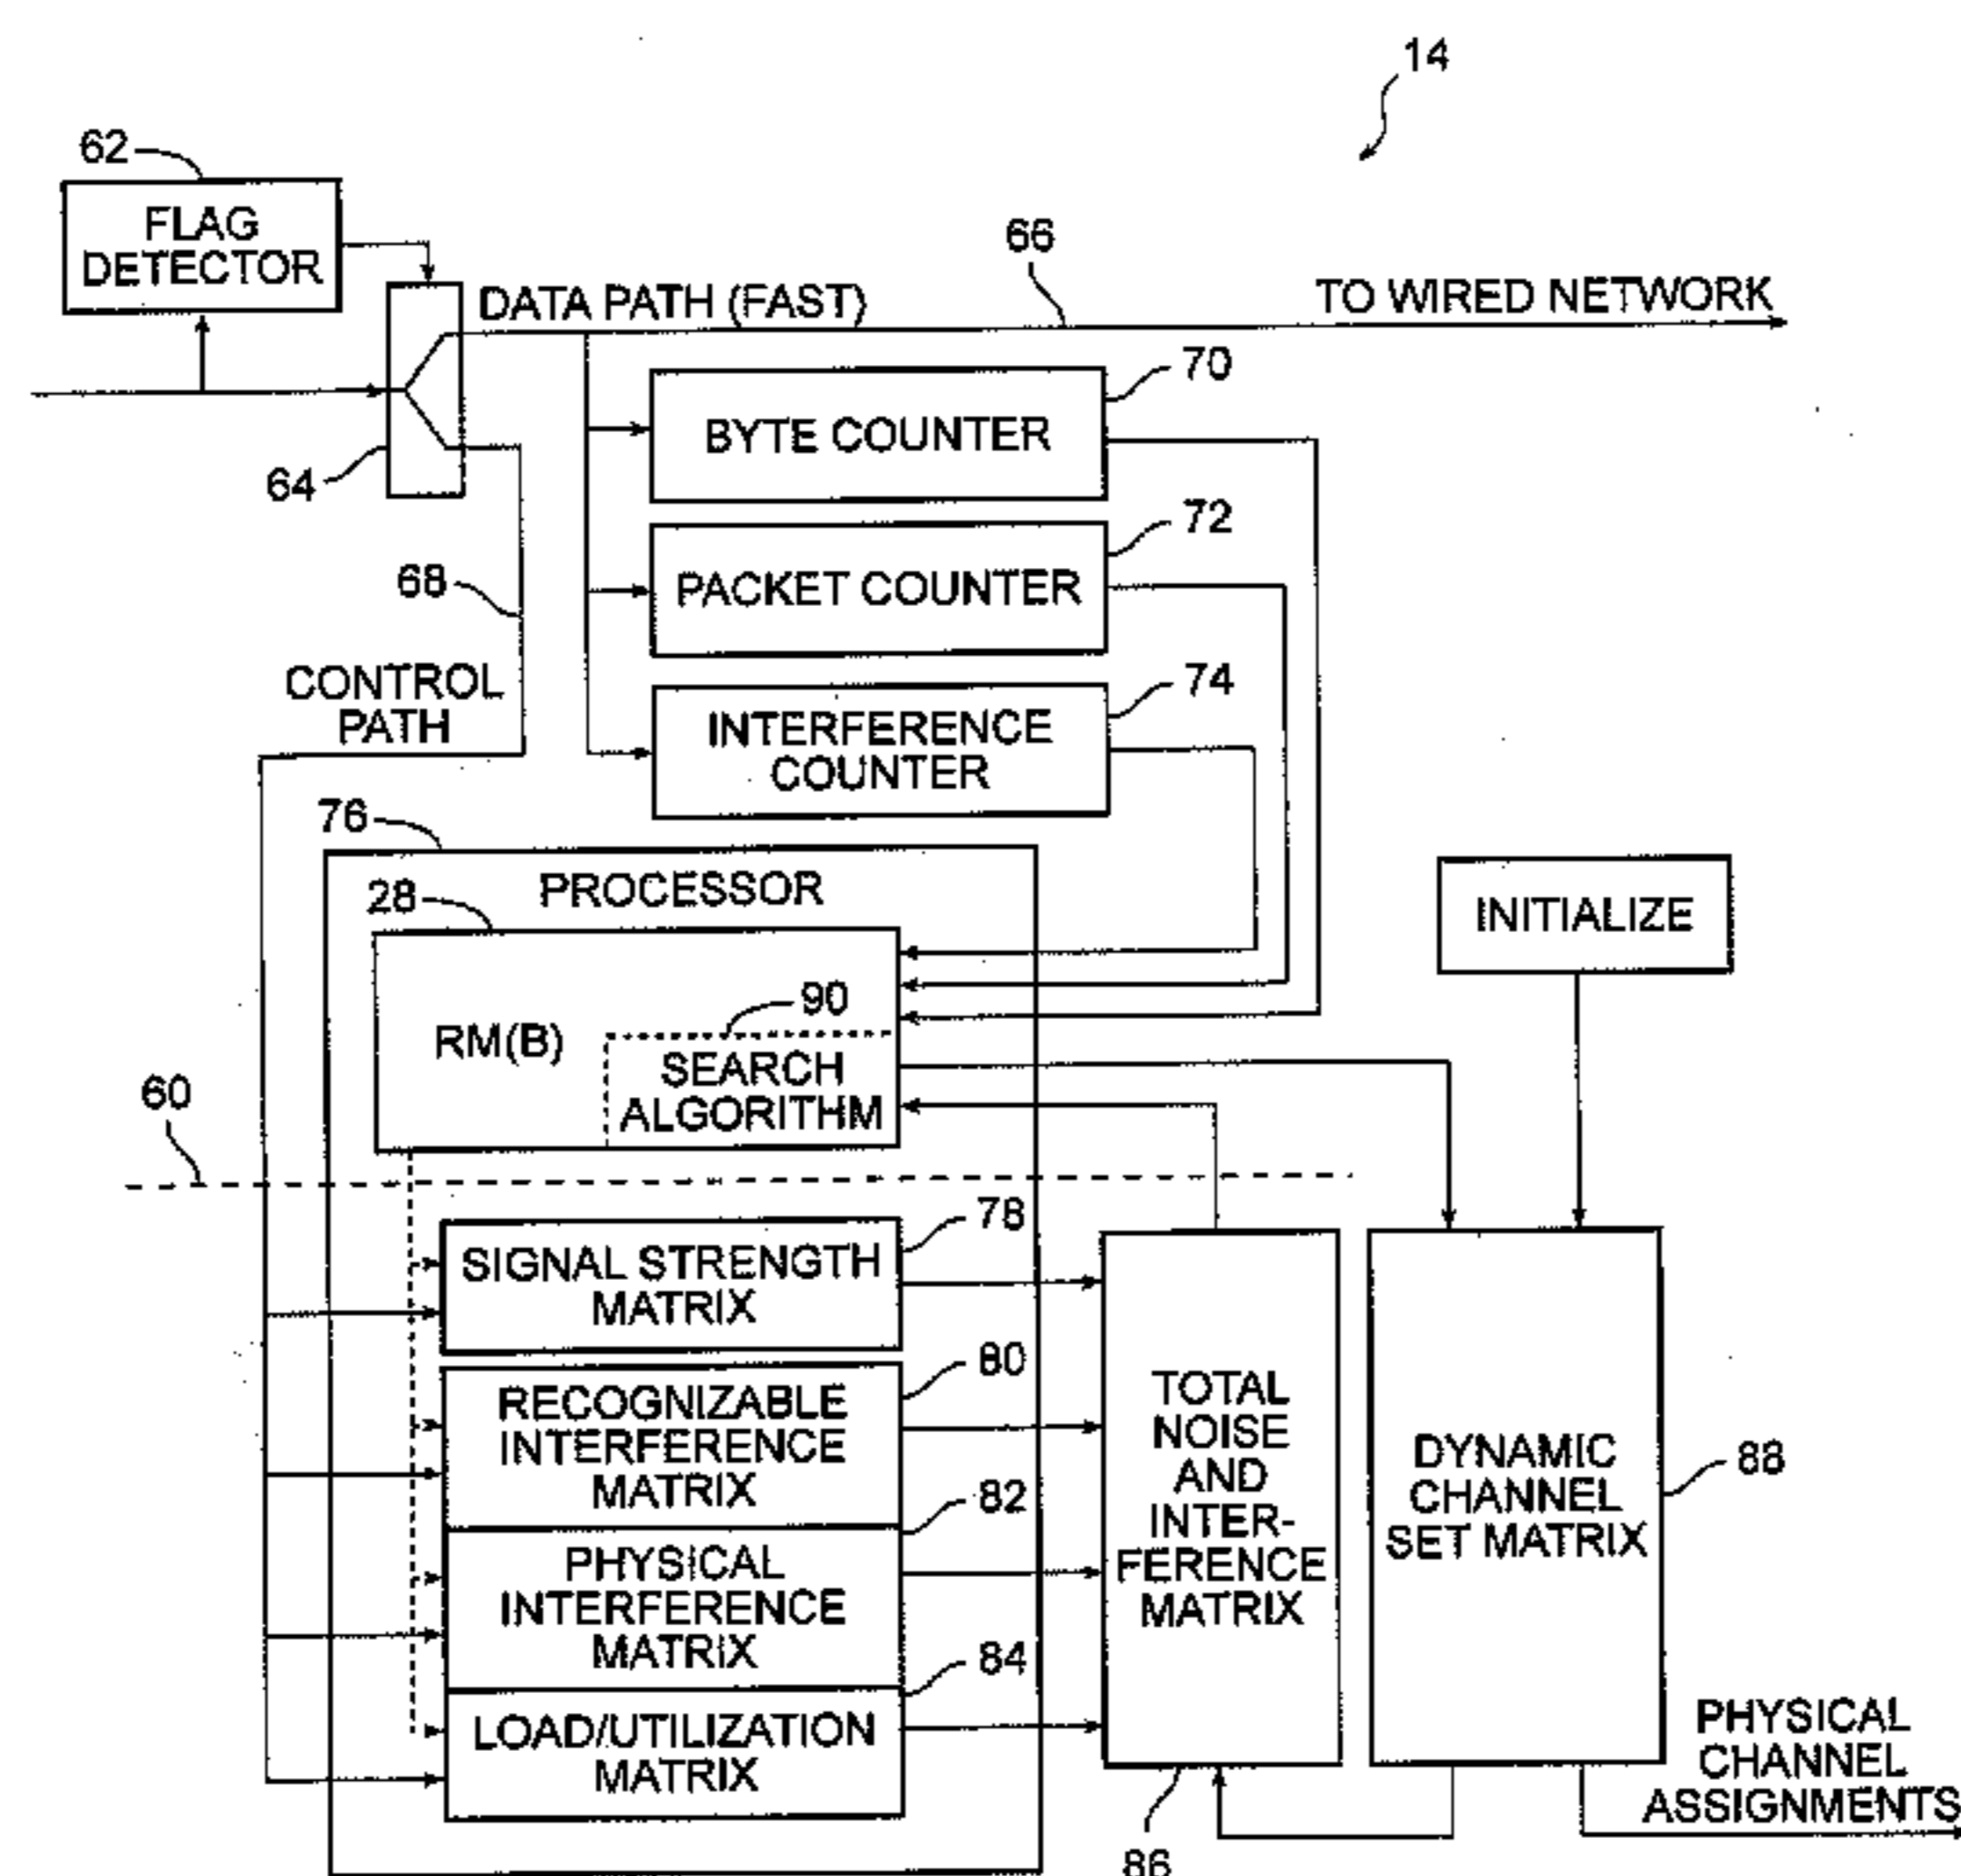 14
62
FLAG
DETECTOR
66
DATA PATH (FAST)
TO WIRED NETWORK
64
70
BYTE COUNTER
72
PACKET COUNTER
68
CONTROL
PATH
74
INTERFERENCE
COUNTER
76
PROCESSOR
28
INITIALIZE
90
RM(B)
SEARCH
ALGORITHM
60
78
SIGNAL STRENGTH
MATRIX
80
RECOGNIZABLE
INTERFERENCE
MATRIX
82
PHYSICAL
INTERFERENCE
MATRIX
84
LOAD/UTILIZATION
MATRIX
TOTAL
NOISE
AND
INTER-
FERENCE
MATRIX
86
DYNAMIC
CHANNEL
SET MATRIX
88
PHYSICAL
CHANNEL
ASSIGNMENTS